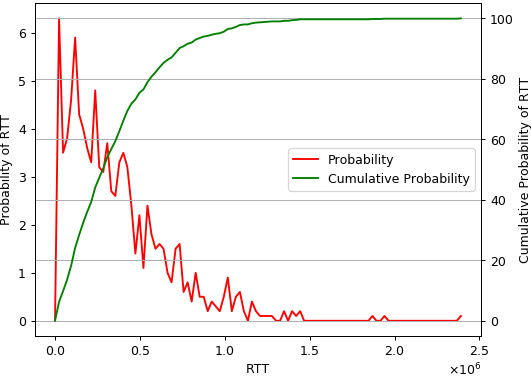 6
5
4
3
2
1
0
Probability of RTT
100
80
60
40
20
0
Cumulative Probability of RTT
Probability
Cumulative Probability
0.0 0.5 1.0 1.5 2.0 2.5
×10⁶
RTT